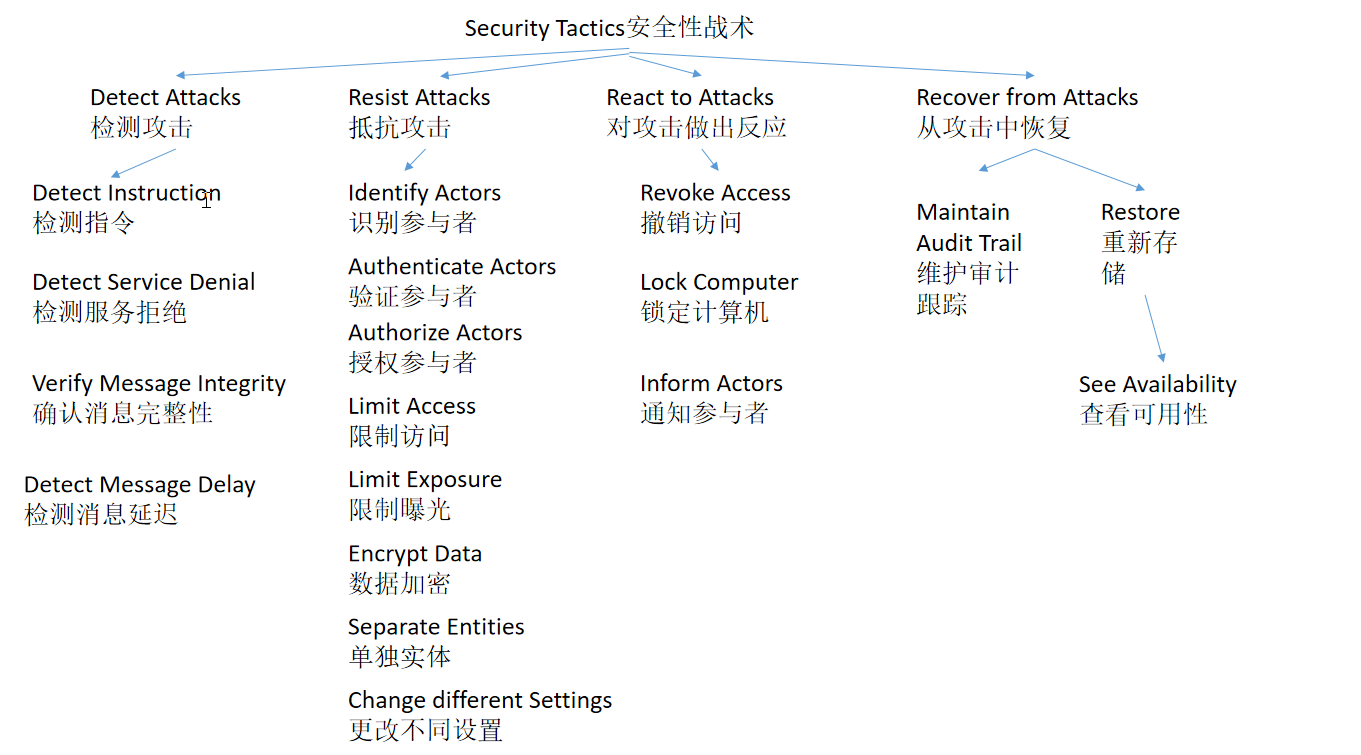 Security Tactics安全性战术
Detect Attacks
检测攻击
Detect Instruction
检测指令
Detect Service Denial
检测服务拒绝
Verify Message Integrity
确认消息完整性
Detect Message Delay
检测消息延迟
Resist Attacks
抵抗攻击
Identify Actors
识别参与者
Authenticate Actors
验证参与者
Authorize Actors
授权参与者
Limit Access
限制访问
Limit Exposure
限制曝光
Encrypt Data
数据加密
Separate Entities
单独实体
Change different Settings
更改不同设置
React to Attacks
对攻击做出反应
Revoke Access
撤销访问
Lock Computer
锁定计算机
Inform Actors
通知参与者
Recover from Attacks
从攻击中恢复
Maintain
Audit Trail
维护审计
跟踪
Restore
重新存
储
See Availability
查看可用性